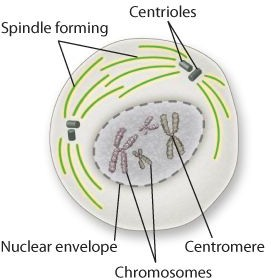 Centrioles
Spindle forming
Nuclear envelope
Centromere
Chromosomes